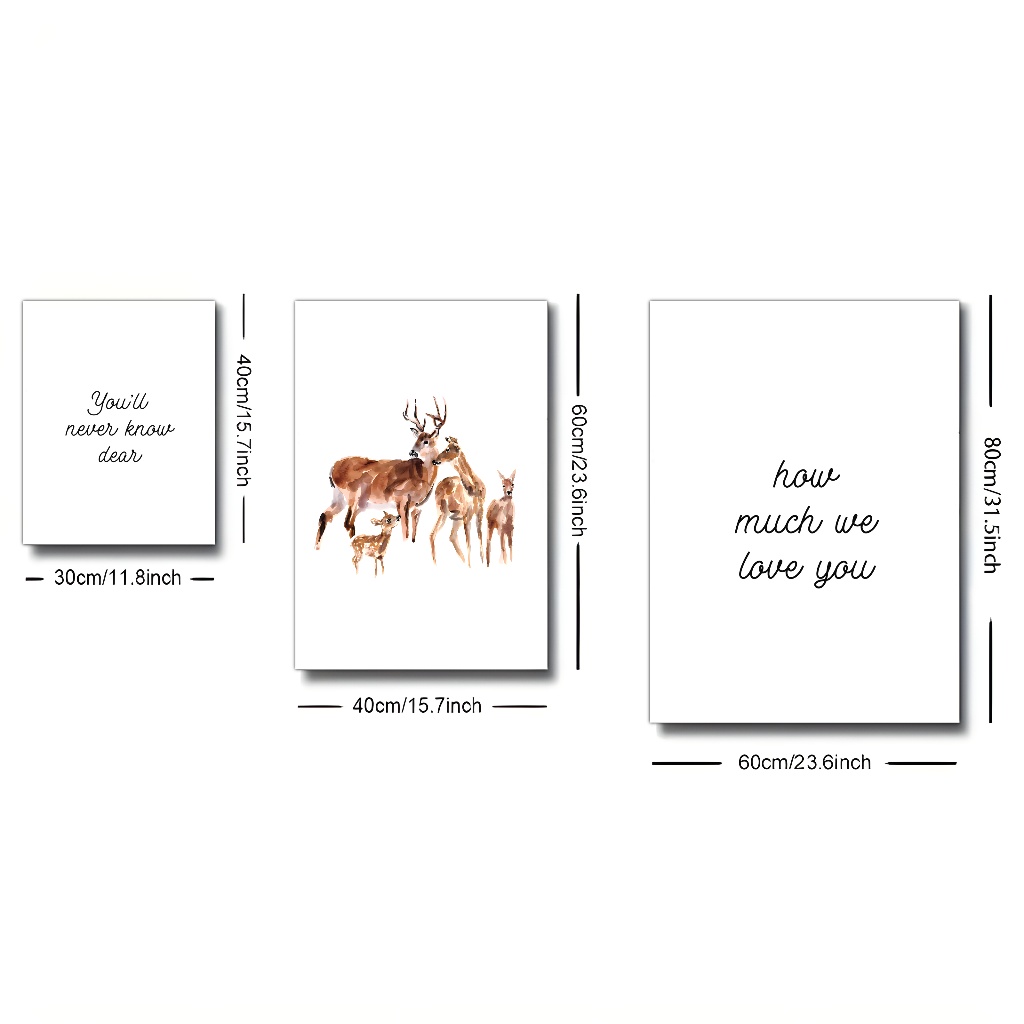 You'll
never know
dear
40cm/15.7inch
30cm/11.8inch
60cm/23.6inch
40cm/15.7inch
how
much we
love you
80cm/31.5inch
60cm/23.6inch